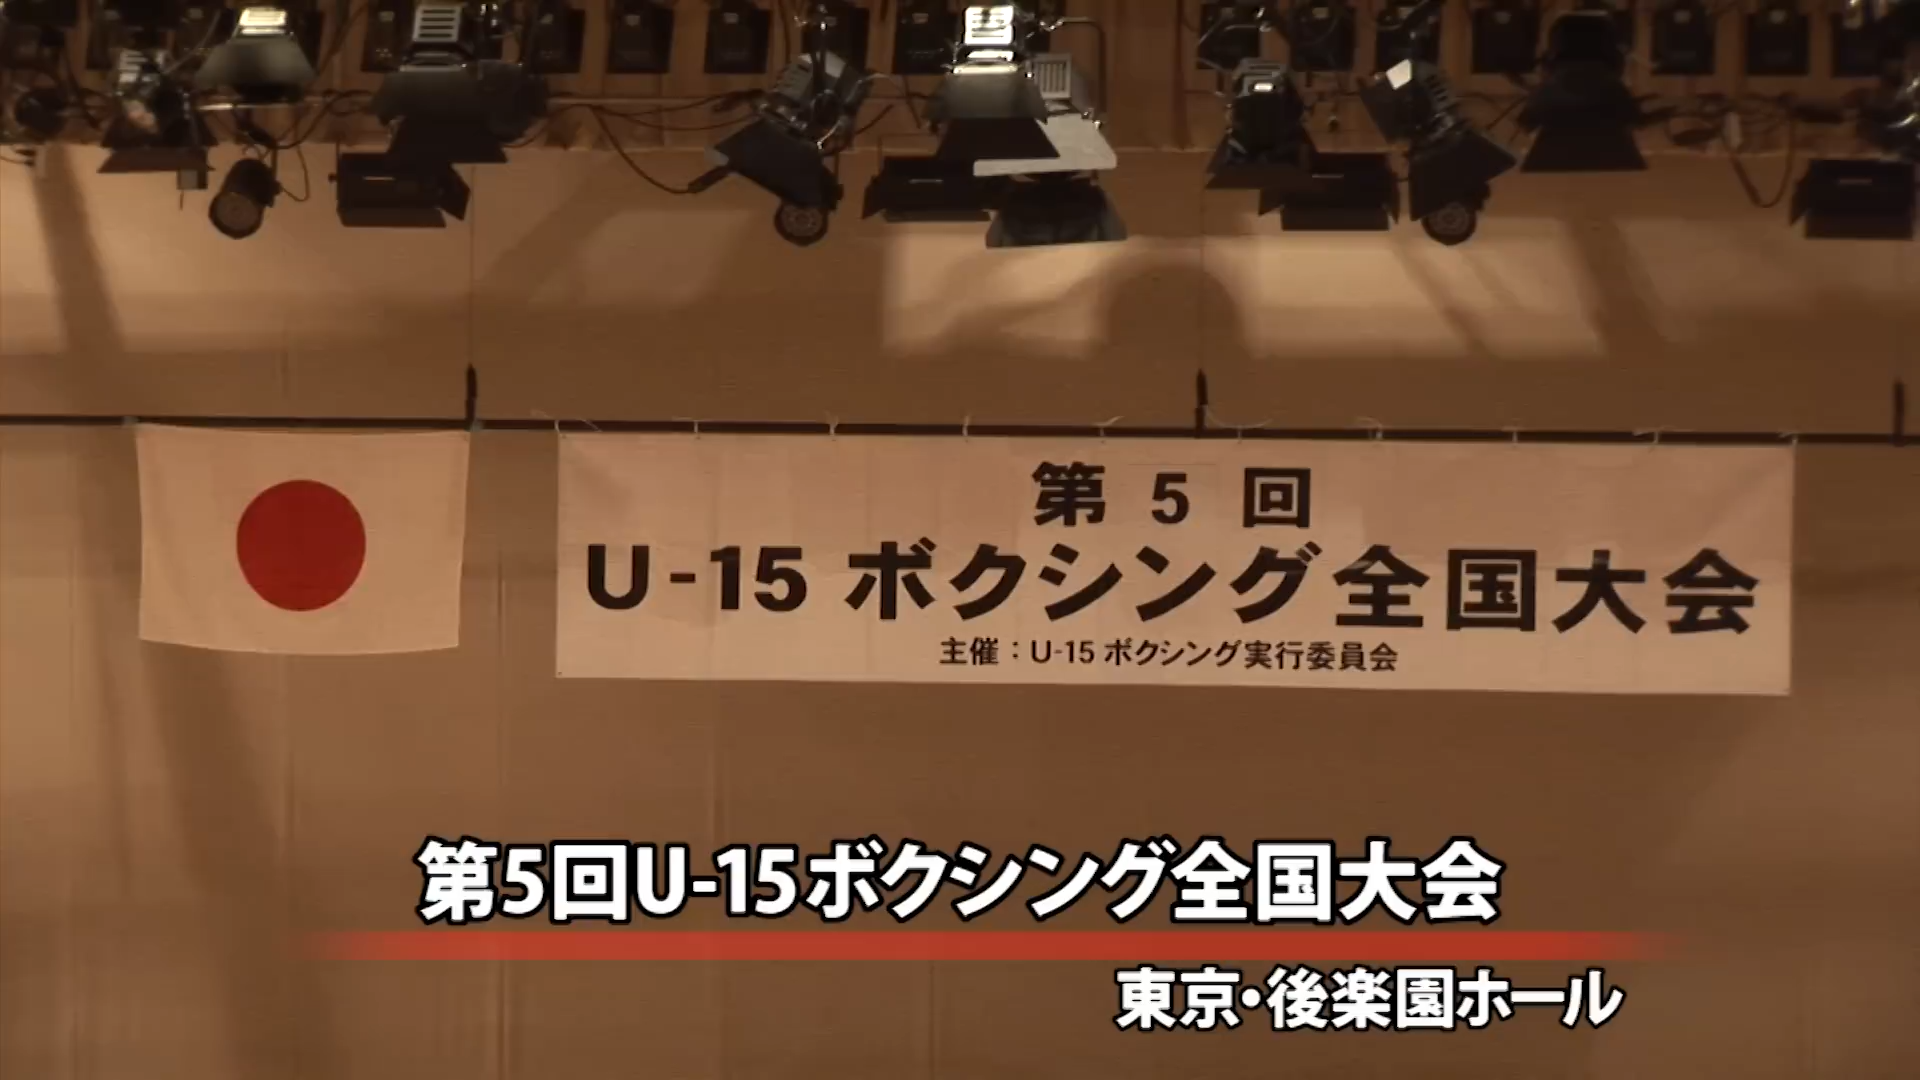 第5回
U-15 ボクシング全国大会
主催：U-15 ボクシング実行委員会
第5回U-15ボクシング全国大会
東京・後楽園ホール